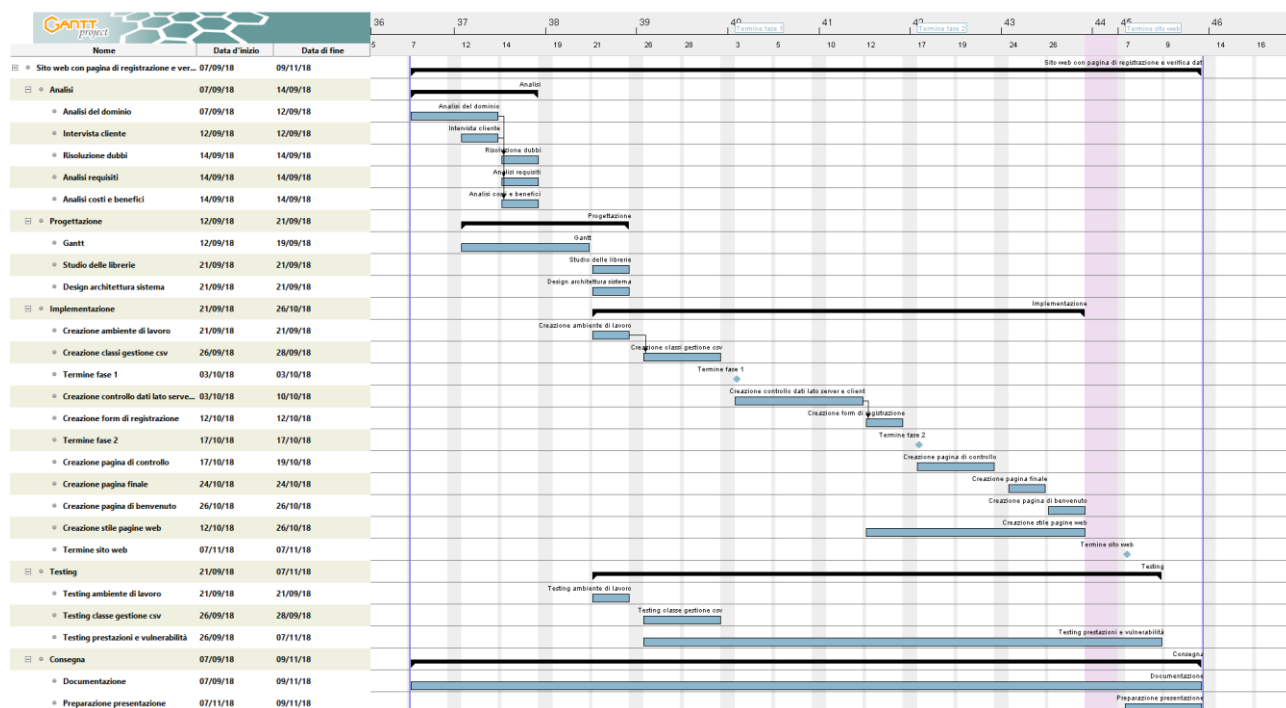 GANTT
project
36 37 38 39 40 41 42 43 44 45 46
Termine fase 1 Termine fase 2 Termine sito web
Nome Data d'inizio Data di fine
5 7 12 14 19 21 26 28 3 5 10 12 17 19 24 26 7 9 14 16
Sito web con pagina di registrazione e ver... 07/09/18 09/11/18 Sito web con pagina di registrazione e verifica dat
Analisi 07/09/18 14/09/18 Analisi
Analisi del dominio 07/09/18 12/09/18 Analisi del dominio
Intervista cliente 12/09/18 12/09/18 Intervista cliente
Risoluzione dubbi 14/09/18 14/09/18 Risoluzione dubbi
Analisi requisiti 14/09/18 14/09/18 Analisi requisiti
Analisi costi e benefici 14/09/18 14/09/18 Analisi costi e benefici
Progettazione 12/09/18 21/09/18 Progettazione
Gantt 12/09/18 19/09/18 Gantt
Studio delle librerie 21/09/18 21/09/18 Studio delle librerie
Design architettura sistema 21/09/18 21/09/18 Design architettura sistema
Implementazione 21/09/18 26/10/18 Implementazione
Creazione ambiente di lavoro 21/09/18 21/09/18 Creazione ambiente di lavoro
Creazione classi gestione csv 26/09/18 28/09/18 Creazione classi gestione csv
Termine fase 1 03/10/18 03/10/18 Termine fase 1
Creazione controllo dati lato serve... 03/10/18 10/10/18 Creazione controllo dati lato server e client
Creazione form di registrazione 12/10/18 12/10/18 Creazione form di registrazione
Termine fase 2 17/10/18 17/10/18 Termine fase 2
Creazione pagina di controllo 17/10/18 19/10/18 Creazione pagina di controllo
Creazione pagina finale 24/10/18 24/10/18 Creazione pagina finale
Creazione pagina di benvenuto 26/10/18 26/10/18 Creazione pagina di benvenuto
Creazione stile pagine web 12/10/18 26/10/18 Creazione stile pagine web
Termine sito web 07/11/18 07/11/18 Termine sito web
Testing 21/09/18 07/11/18 Testing
Testing ambiente di lavoro 21/09/18 21/09/18 Testing ambiente di lavoro
Testing classe gestione csv 26/09/18 28/09/18 Testing classe gestione csv
Testing prestazioni e vulnerabilità 26/09/18 07/11/18 Testing prestazioni e vulnerabilità
Consegna 07/09/18 09/11/18 Consegna
Documentazione 07/09/18 09/11/18 Documentazione
Preparazione presentazione 07/11/18 09/11/18 Preparazione presentazione